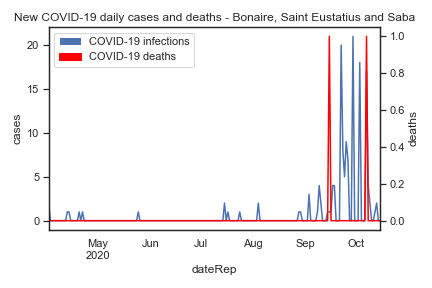 New COVID-19 daily cases and deaths - Bonaire, Saint Eustatius and Saba
COVID-19 infections
COVID-19 deaths
20
15
10
5
0
cases
1.0
0.8
0.6
0.4
0.2
0.0
deaths
May Jun Jul Aug Sep Oct
2020
dateRep